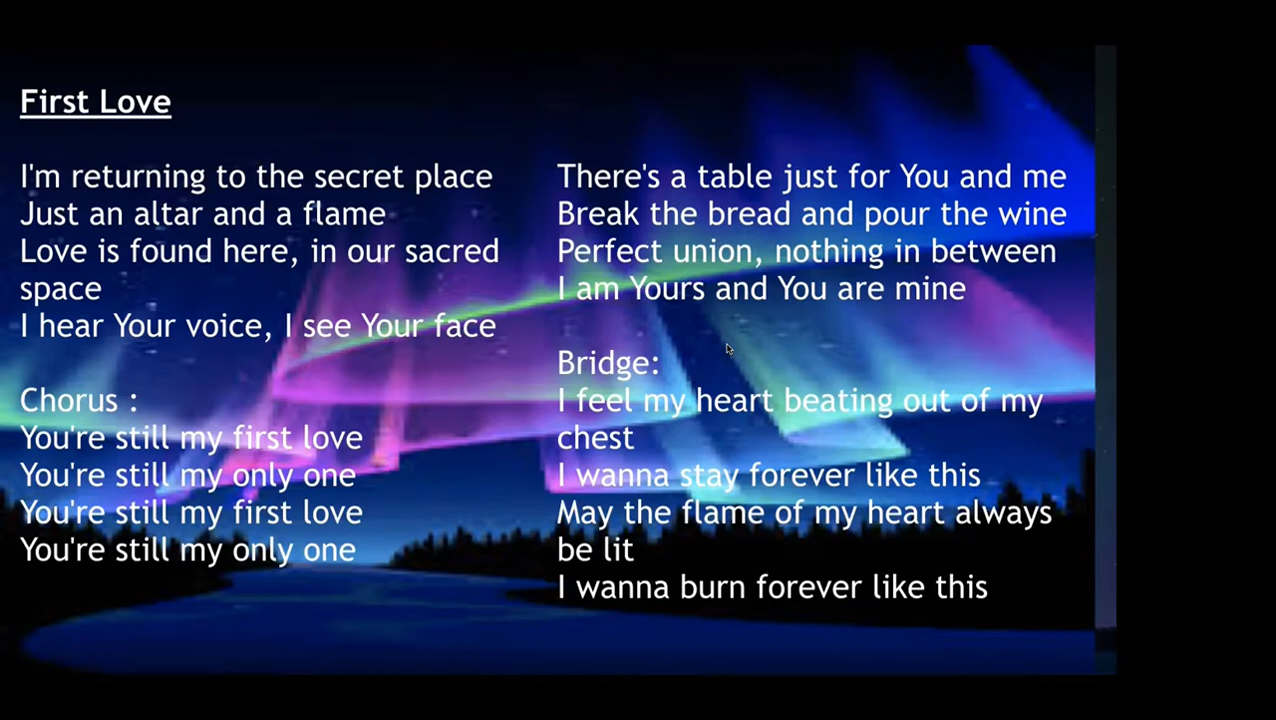 First Love
I'm returning to the secret place
Just an altar and a flame
Love is found here, in our sacred
space
I hear Your voice, I see Your face
Chorus :
You're still my first love
You're still my only one
You're still my first love
You're still my only one
There's a table just for You and me
Break the bread and pour the wine
Perfect union, nothing in between
I am Yours and You are mine
Bridge:
I feel my heart beating out of my
chest
I wanna stay forever like this
May the flame of my heart always
be lit
I wanna burn forever like this